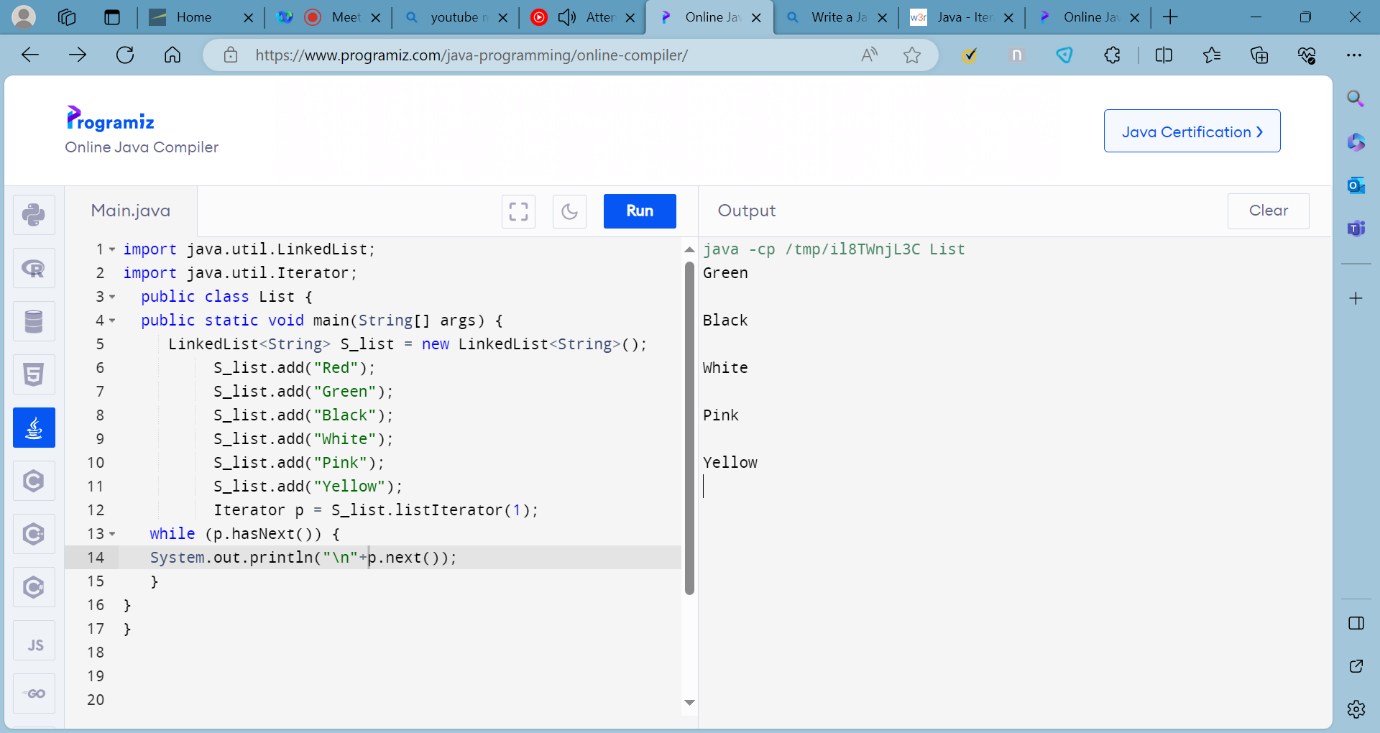 Home
Meet
youtube
Atter
Online Jav
Write a Ja
w3r
Java - Iter
Online Jav
https://www.programiz.com/java-programming/online-compiler/
Programiz
Online Java Compiler
Java Certification
Main.java
Run
Output
Clear
1 import java.util.LinkedList;
2 import java.util.Iterator;
3 public class List {
4 public static void main(String[] args) {
5 LinkedList<String> S_list = new LinkedList<String>();
6 S_list.add("Red");
7 S_list.add("Green");
8 S_list.add("Black");
9 S_list.add("White");
10 S_list.add("Pink");
11 S_list.add("Yellow");
12 Iterator p = S_list.listIterator(1);
13 while (p.hasNext()) {
14 System.out.println("\n"+p.next());
15 }
16 }
17 }
18
19
20
java -cp /tmp/il8TWnjL3C List
Green
Black
White
Pink
Yellow
JS
GO